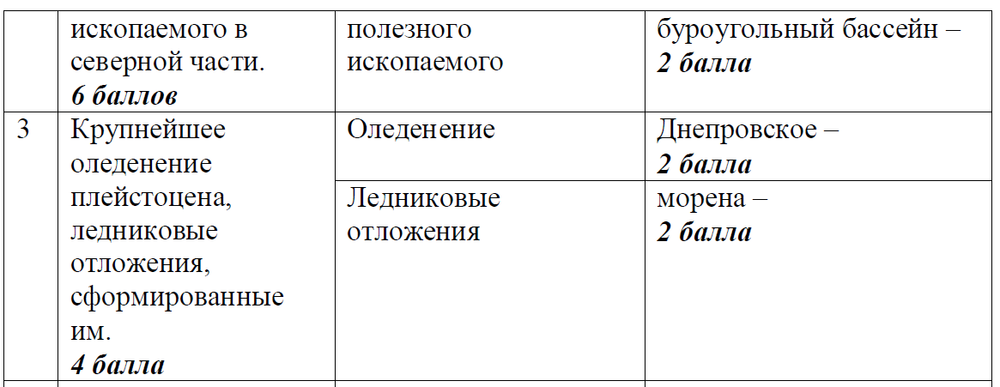 ископаемого в
северной части.
6 баллов
полезного
ископаемого
буроугольный бассейн –
2 балла
3
Крупнейшее
оледенение
плейстоцена,
ледниковые
отложения,
сформированные
им.
4 балла
Оледенение
Днепровское –
2 балла
Ледниковые
отложения
морена –
2 балла